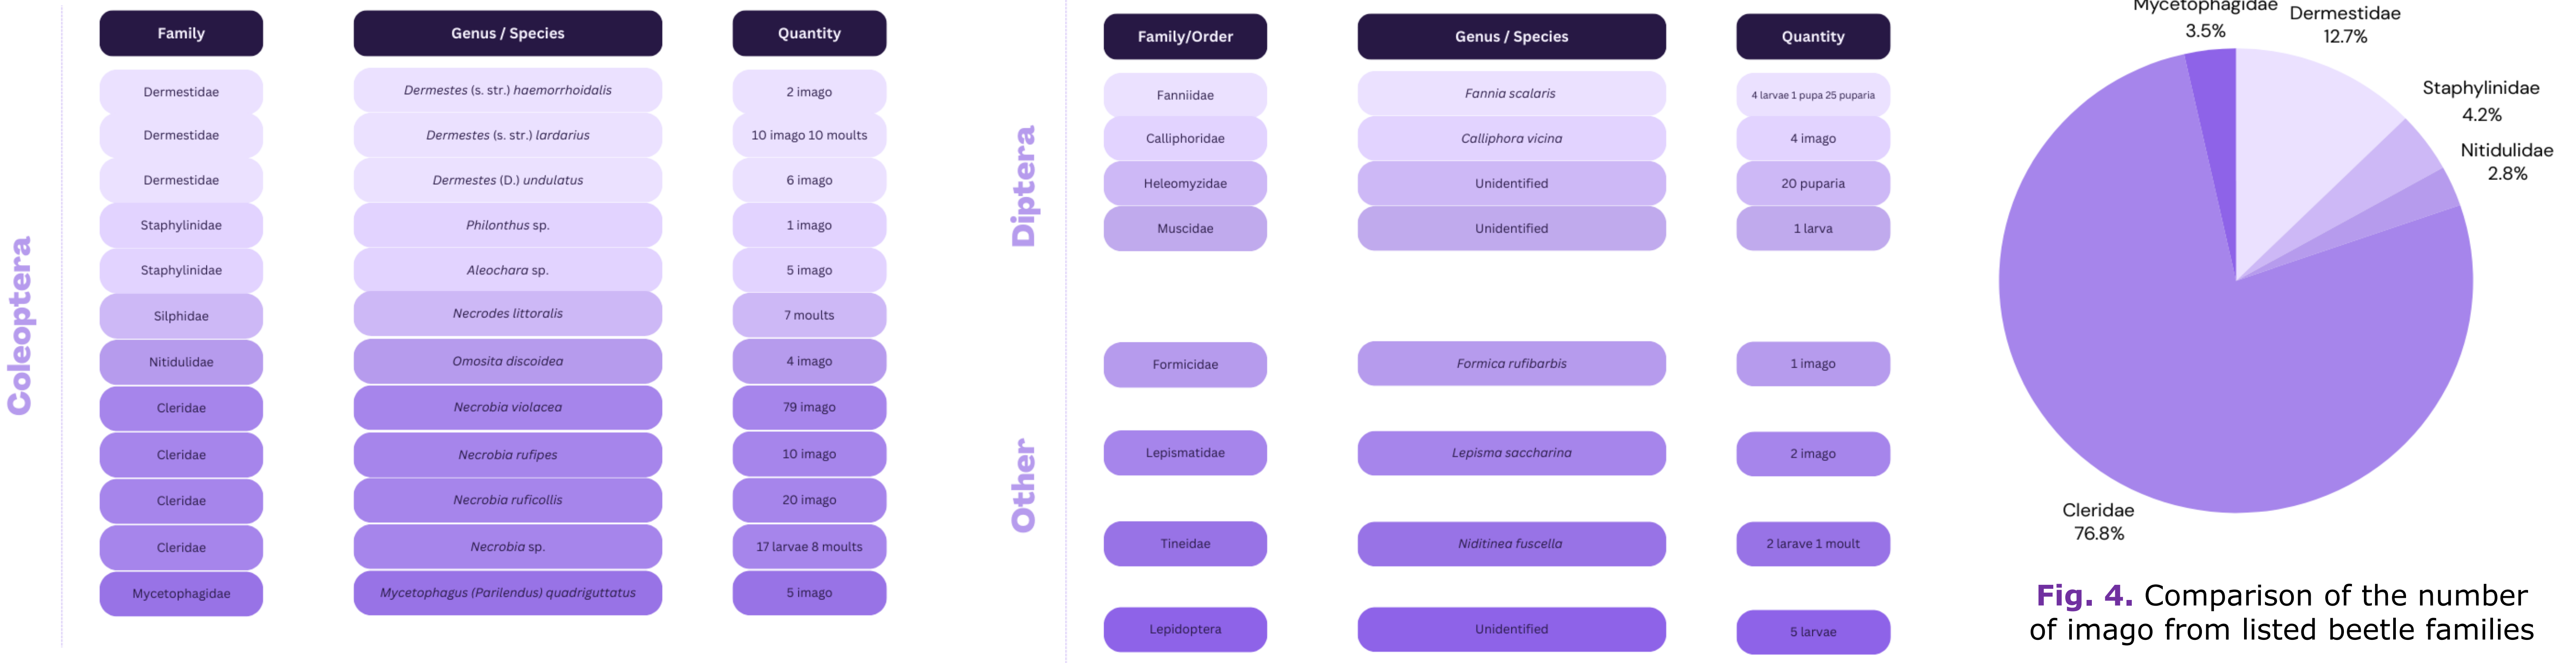 Coleoptera
Family Genus / Species Quantity
Dermestidae Dermestes (s. str.) haemorrhoidalis 2 imago
Dermestidae Dermestes (s. str.) lardarius 10 imago 10 moults
Dermestidae Dermestes (D.) undulatus 6 imago
Staphylinidae Philonthus sp. 1 imago
Staphylinidae Aleochara sp. 5 imago
Silphidae Necrodes littoralis 7 moults
Nitidulidae Omosita discoidea 4 imago
Cleridae Necrobia violacea 79 imago
Cleridae Necrobia rufipes 10 imago
Cleridae Necrobia ruficollis 20 imago
Cleridae Necrobia sp. 17 larvae 8 moults
Mycetophagidae Mycetophagus (Parilendus) quadriguttatus 5 imago
Family/Order Genus / Species Quantity
Diptera
Fanniidae Fannia scalaris 4 larvae 1 pupa 25 puparia
Calliphoridae Calliphora vicina 4 imago
Heleomyzidae Unidentified 20 puparia
Muscidae Unidentified 1 larva
Other
Formicidae Formica rufibarbis 1 imago
Lepismatidae Lepisma saccharina 2 imago
Tineidae Niditinea fuscella 2 larave 1 moult
Lepidoptera Unidentified 5 larvae
Mycetophagidae
3.5%
Dermestidae
12.7%
Staphylinidae
4.2%
Nitidulidae
2.8%
Cleridae
76.8%
Fig. 4. Comparison of the number
of imago from listed beetle families